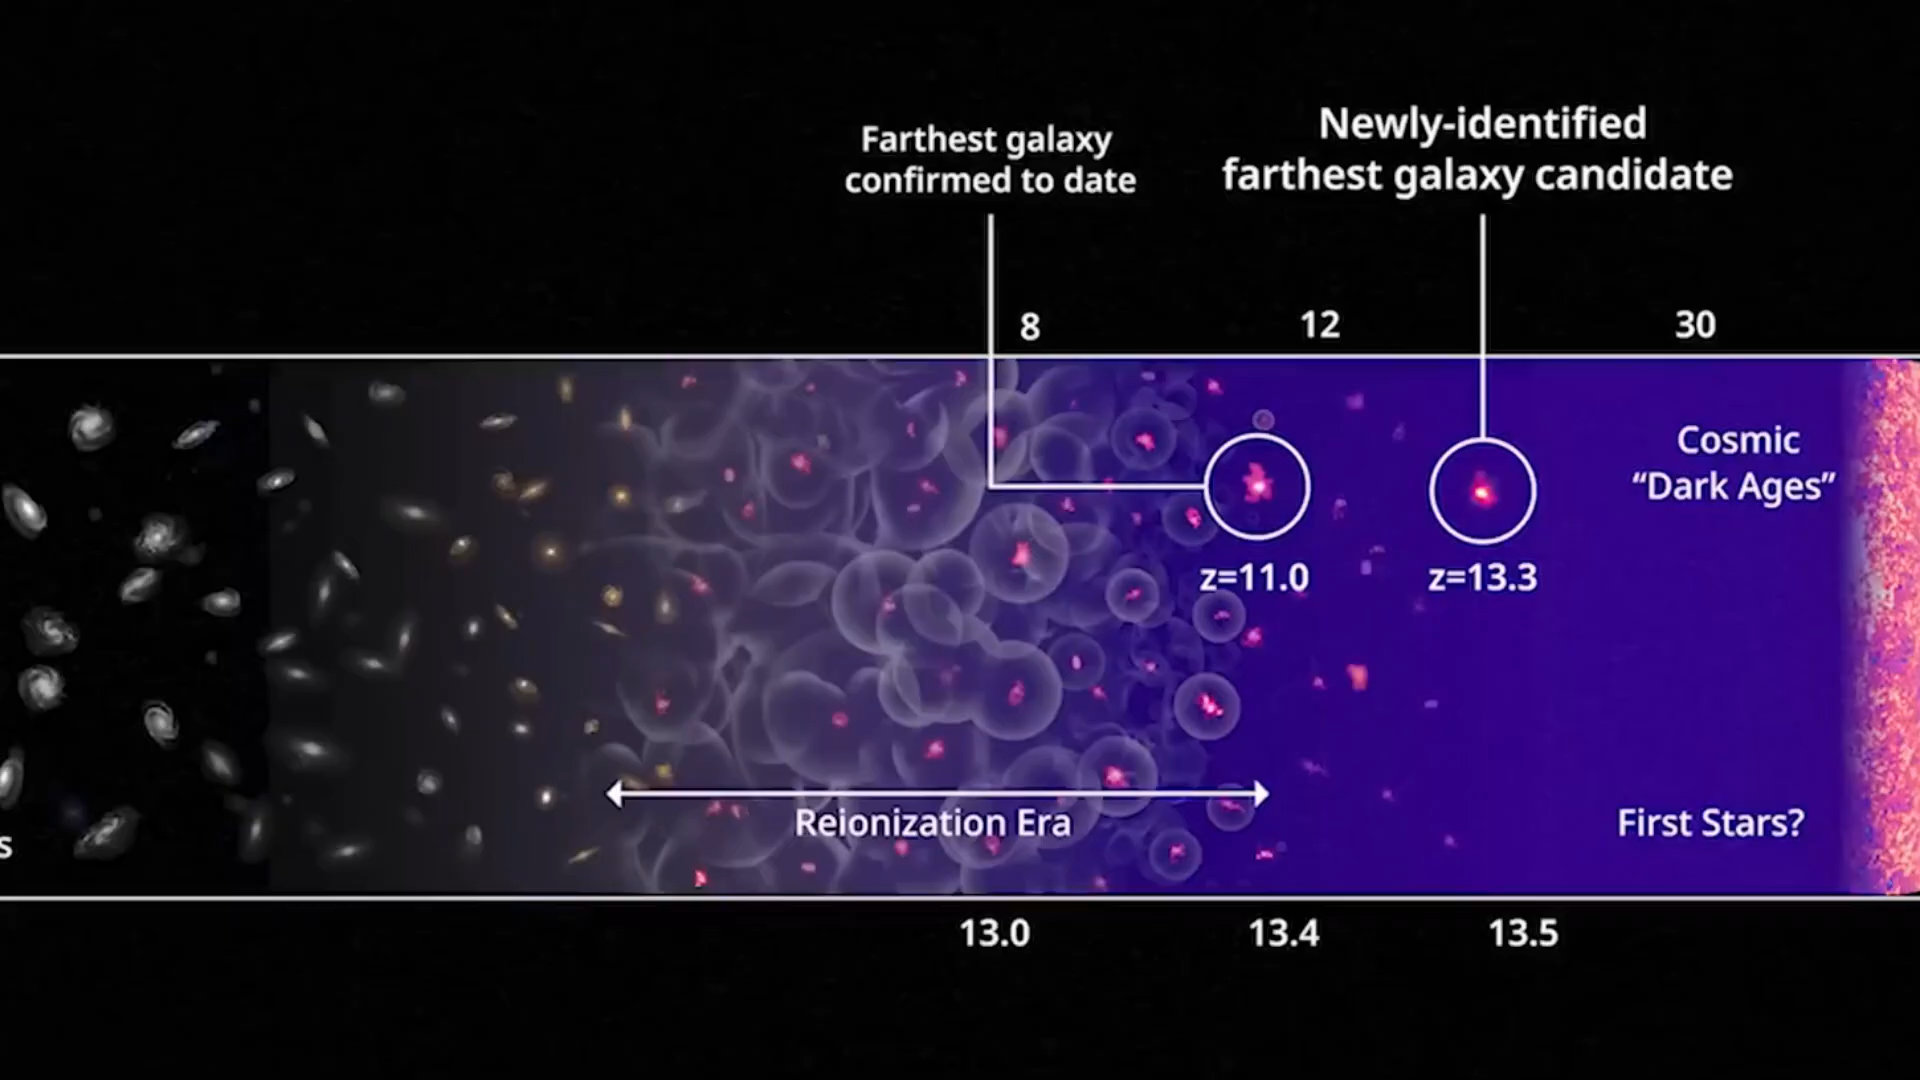 Farthest galaxy
confirmed to date
Newly-identified
farthest galaxy candidate
8
12
30
Cosmic
“Dark Ages”
z=11.0
z=13.3
Reionization Era
First Stars?
s
13.0
13.4
13.5